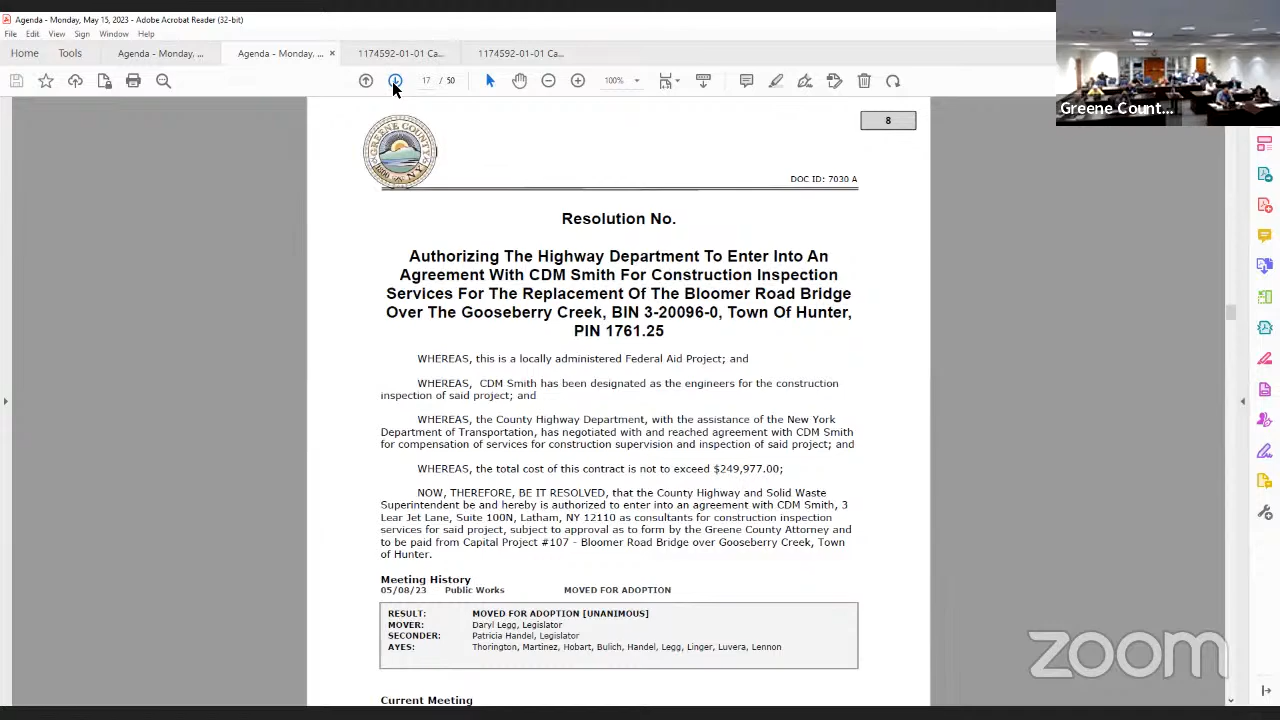 Agenda - Monday, May 15, 2023 - Adobe Acrobat Reader (32-bit)
File Edit View Sign Window Help
Home Tools Agenda - Monday, ... Agenda - Monday, ... × 1174592-01-01 Ca... 1174592-01-01 Ca...
17 / 50 100%
Greene Count...
GREENE COUNTY
1800 N.Y.
8
DOC ID: 7030 A
Resolution No.
Authorizing The Highway Department To Enter Into An
Agreement With CDM Smith For Construction Inspection
Services For The Replacement Of The Bloomer Road Bridge
Over The Gooseberry Creek, BIN 3-20096-0, Town Of Hunter,
PIN 1761.25
WHEREAS, this is a locally administered Federal Aid Project; and
WHEREAS, CDM Smith has been designated as the engineers for the construction
inspection of said project; and
WHEREAS, the County Highway Department, with the assistance of the New York
Department of Transportation, has negotiated with and reached agreement with CDM Smith
for compensation of services for construction supervision and inspection of said project; and
WHEREAS, the total cost of this contract is not to exceed $249,977.00;
NOW, THEREFORE, BE IT RESOLVED, that the County Highway and Solid Waste
Superintendent be and hereby is authorized to enter into an agreement with CDM Smith, 3
Lear Jet Lane, Suite 100N, Latham, NY 12110 as consultants for construction inspection
services for said project, subject to approval as to form by the Greene County Attorney and
to be paid from Capital Project #107 - Bloomer Road Bridge over Gooseberry Creek, Town
of Hunter.
Meeting History
05/08/23 Public Works MOVED FOR ADOPTION
RESULT: MOVED FOR ADOPTION [UNANIMOUS]
MOVER: Daryl Legg, Legislator
SECONDER: Patricia Handel, Legislator
AYES: Thorington, Martinez, Hobart, Bulich, Handel, Legg, Linger, Luvera, Lennon
Current Meeting
zoom